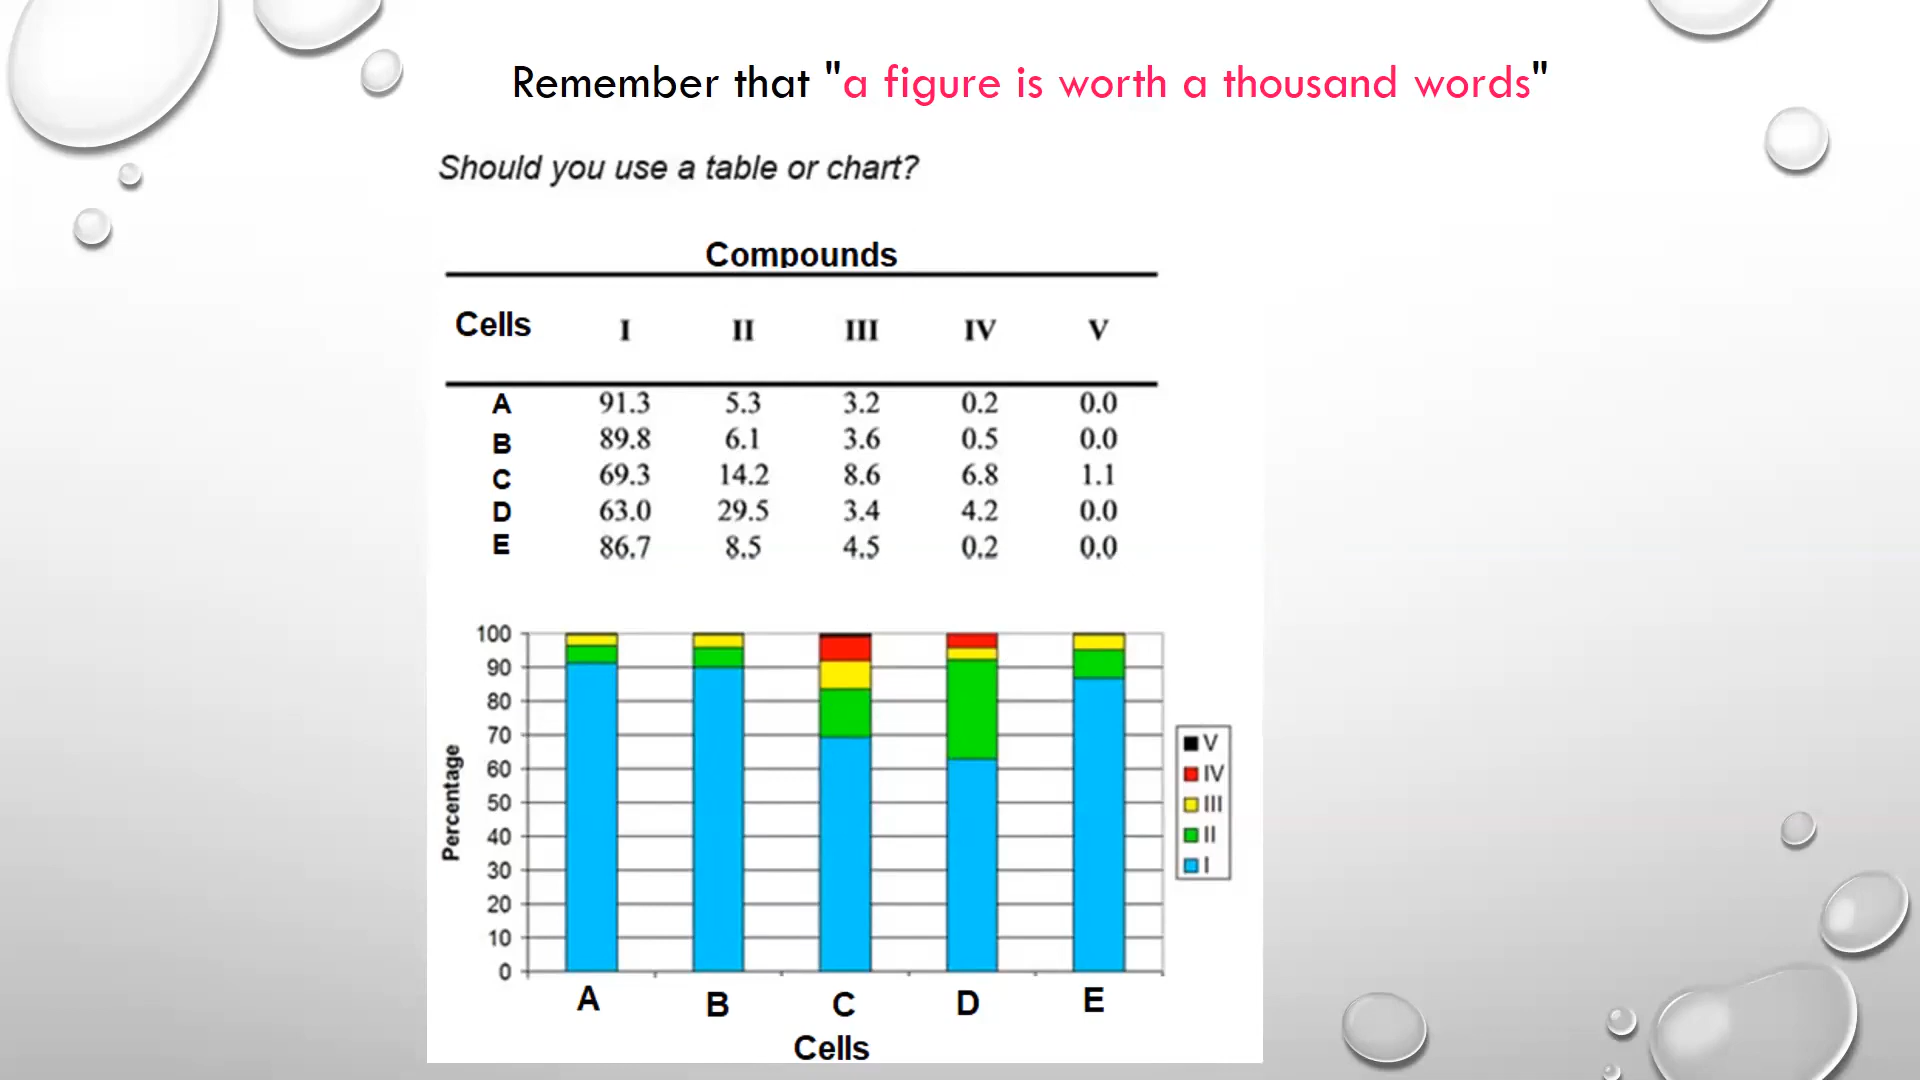 Remember that "a figure is worth a thousand words"
Should you use a table or chart?
Compounds
Cells I II III IV V
A 91.3 5.3 3.2 0.2 0.0
B 89.8 6.1 3.6 0.5 0.0
C 69.3 14.2 8.6 6.8 1.1
D 63.0 29.5 3.4 4.2 0.0
E 86.7 8.5 4.5 0.2 0.0
Percentage
100
90
80
70
60
50
40
30
20
10
0
V
IV
III
II
I
A B C D E
Cells